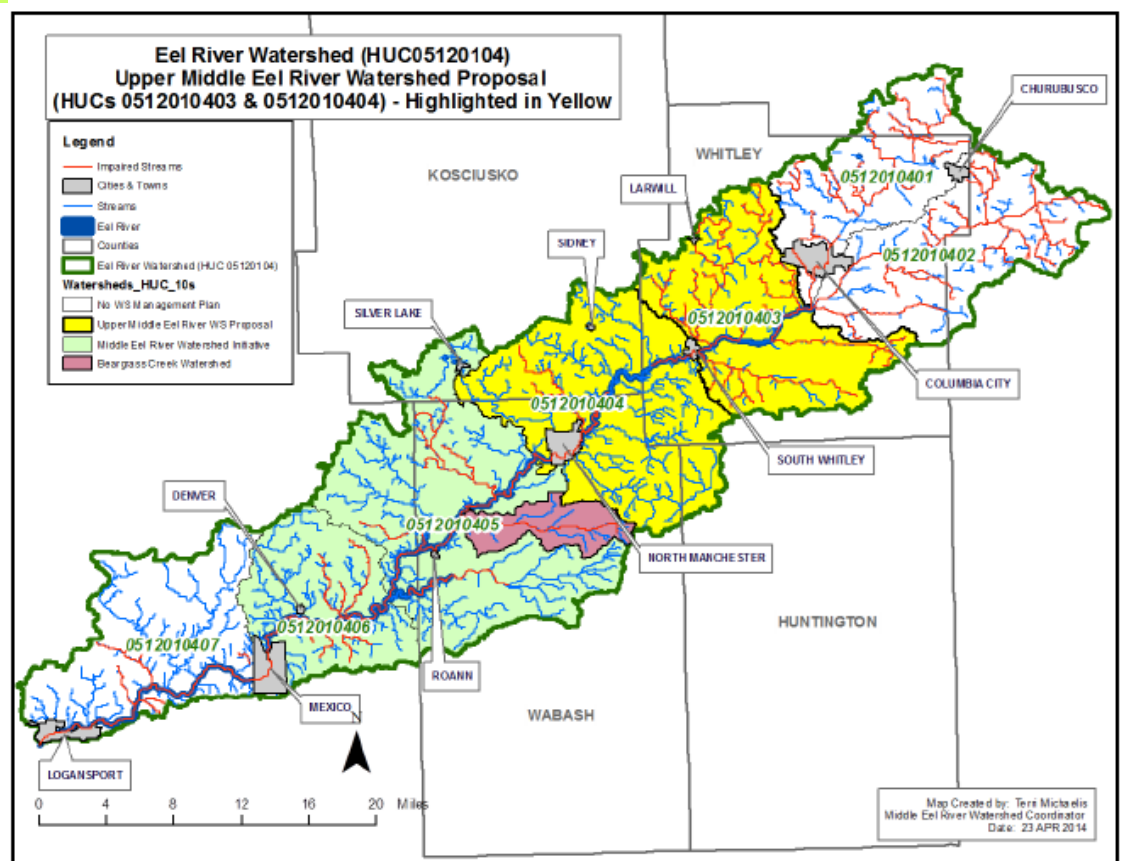 Eel River Watershed (HUC05120104)
Upper Middle Eel River Watershed Proposal
(HUCs 0512010403 & 0512010404) - Highlighted in Yellow
Legend
Impaired Streams
Cities & Towns
Streams
Eel River
Counties
Eel River Watershed (HUC 05120104)
Watersheds_HUC_10s
No WS Management Plan
Upper Middle Eel River WS Proposal
Middle Eel River Watershed Initiative
Beargrass Creek Watershed
CHURUBUSCO
WHITLEY
KOSCIUSKO
0512010401
LARWILL
SIDNEY
0512010402
SILVER LAKE
0512010403
COLUMBIA CITY
0512010404
SOUTH WHITLEY
DENVER
0512010405
NORTH MANCHESTER
HUNTINGTON
0512010406
0512010407
ROANN
MEXICO
WABASH
N
LOGANSPORT
0 4 8 12 16 20 Miles
Map Created by: Terri Michaelis
Middle Eel River Watershed Coordinator
Date: 23 APR 2014